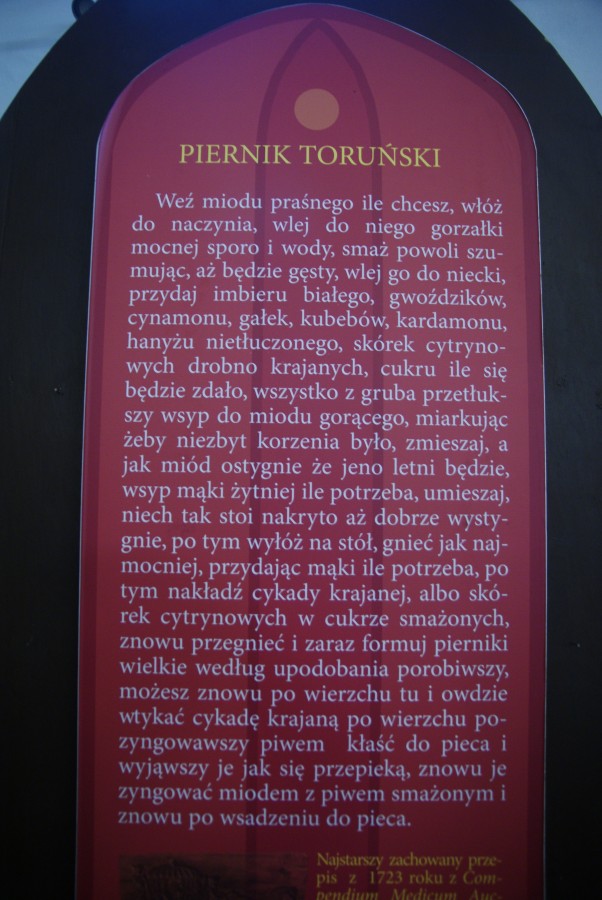 PIERNIK TORUŃSKI
Weź miodu praśnego ile chcesz, włóż
do naczynia, wlej do niego gorzałki
mocnej sporo i wody, smaż powoli szu-
mując, aż będzie gęsty, wlej go do niecki,
przydaj imbieru białego, gwoździków,
cynamonu, gałek, kubebów, kardamonu,
hanyżu nietłuczonego, skórek cytryno-
wych drobno krajanych, cukru ile się
będzie zdało, wszystko z gruba przetłuk-
szy wsyp do miodu gorącego, miarkując
żeby niezbyt korzenia było, zmieszaj, a
jak miód ostygnie że jeno letni będzie,
wsyp mąki żytniej ile potrzeba, umieszaj,
niech tak stoi nakryto aż dobrze wysty-
gnie, po tym wyłóż na stół, gnieć jak naj-
mocniej, przydając mąki ile potrzeba, po
tym nakładź cykady krajanej, albo skó-
rek cytrynowych w cukrze smażonych,
znowu przegnieć i zaraz formuj pierniki
wielkie według upodobania porobiwszy,
możesz znowu po wierzchu tu i owdzie
wtykać cykadę krajaną po wierzchu po-
zyngowawszy piwem kłaść do pieca i
wyjąwszy je jak się przepieką, znowu je
zyngować miodem z piwem smażonym i
znowu po wsadzeniu do pieca.
Najstarszy zachowany prze-
pis z 1723 roku z Com-
pendium Medicum Auc-